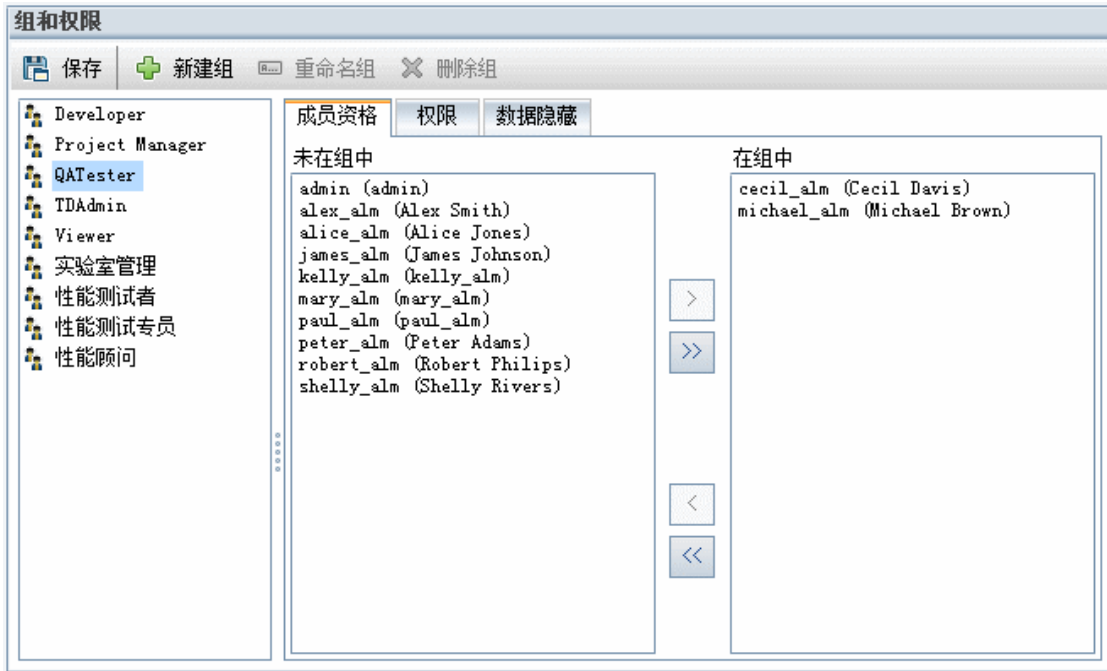 组和权限
保存 新建组 重命名组 删除组
Developer
Project Manager
QATester
TDAdmin
Viewer
实验室管理
性能测试者
性能测试专员
性能顾问
成员资格 权限 数据隐藏
未在组中
admin (admin)
alex_alm (Alex Smith)
alice_alm (Alice Jones)
james_alm (James Johnson)
kelly_alm (kelly_alm)
mary_alm (mary_alm)
paul_alm (paul_alm)
peter_alm (Peter Adams)
robert_alm (Robert Philips)
shelly_alm (Shelly Rivers)
>
>>
<
<<
在组中
cecil_alm (Cecil Davis)
michael_alm (Michael Brown)